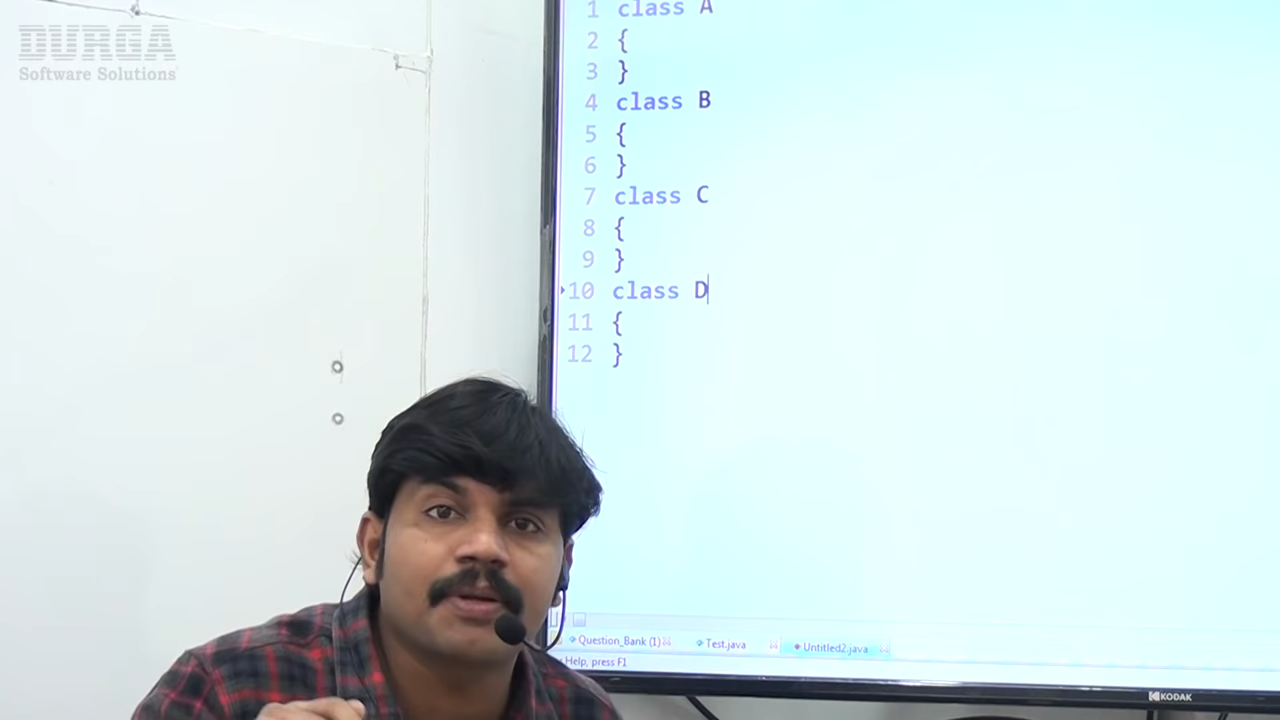 DURGA
Software Solutions
1 class A
2 {
3 }
4 class B
5 {
6 }
7 class C
8 {
9 }
10 class D
11 {
12 }
Question_Bank (1)
Test.java
Untitled2.java
Help, press F1
KODAK